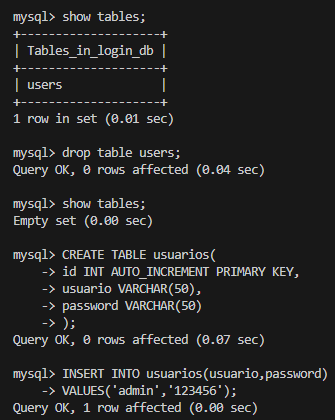 mysql> show tables;
+--------------------+
| Tables_in_login_db |
+--------------------+
| users              |
+--------------------+
1 row in set (0.01 sec)

mysql> drop table users;
Query OK, 0 rows affected (0.04 sec)

mysql> show tables;
Empty set (0.00 sec)

mysql> CREATE TABLE usuarios(
    -> id INT AUTO_INCREMENT PRIMARY KEY,
    -> usuario VARCHAR(50),
    -> password VARCHAR(50)
    -> );
Query OK, 0 rows affected (0.07 sec)

mysql> INSERT INTO usuarios(usuario,password)
    -> VALUES('admin','123456');
Query OK, 1 row affected (0.00 sec)